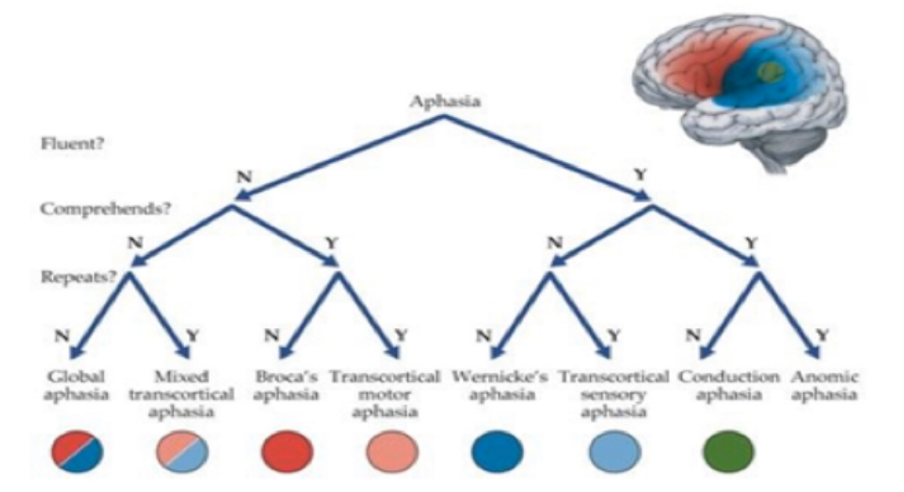 Aphasia
Fluent?
N
Y
Comprehends?
N
Y
N
Y
Repeats?
N
Y
N
Y
N
Y
N
Y
Global aphasia
Mixed transcortical aphasia
Broca's aphasia
Transcortical motor aphasia
Wernicke's aphasia
Transcortical sensory aphasia
Conduction aphasia
Anomic aphasia